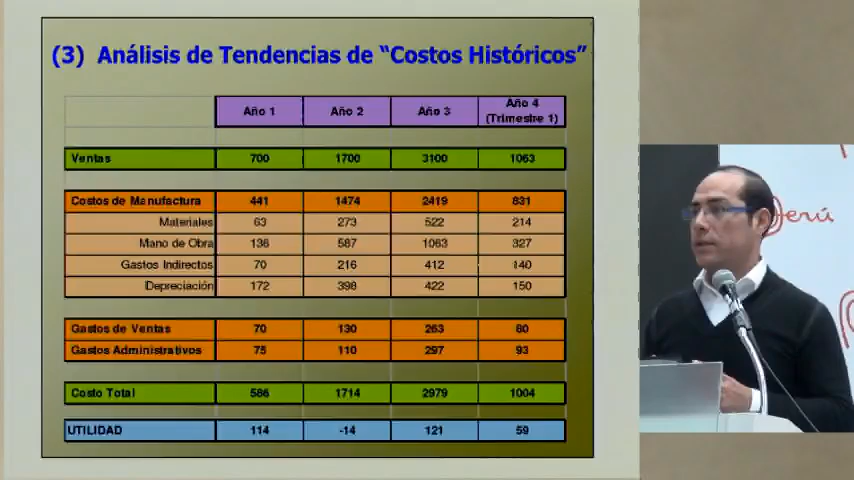 (3) Análisis de Tendencias de “Costos Históricos”
Año 1 Año 2 Año 3 Año 4 (Trimestre 1)
Ventas 700 1700 3100 1063
Costos de Manufactura 441 1474 2419 831
Materiales 63 273 522 214
Mano de Obra 136 587 1063 327
Gastos Indirectos 70 216 412 140
Depreciación 172 398 422 150
Gastos de Ventas 70 130 263 80
Gastos Administrativos 75 110 297 93
Costo Total 586 1714 2979 1004
UTILIDAD 114 -14 121 59
Perú